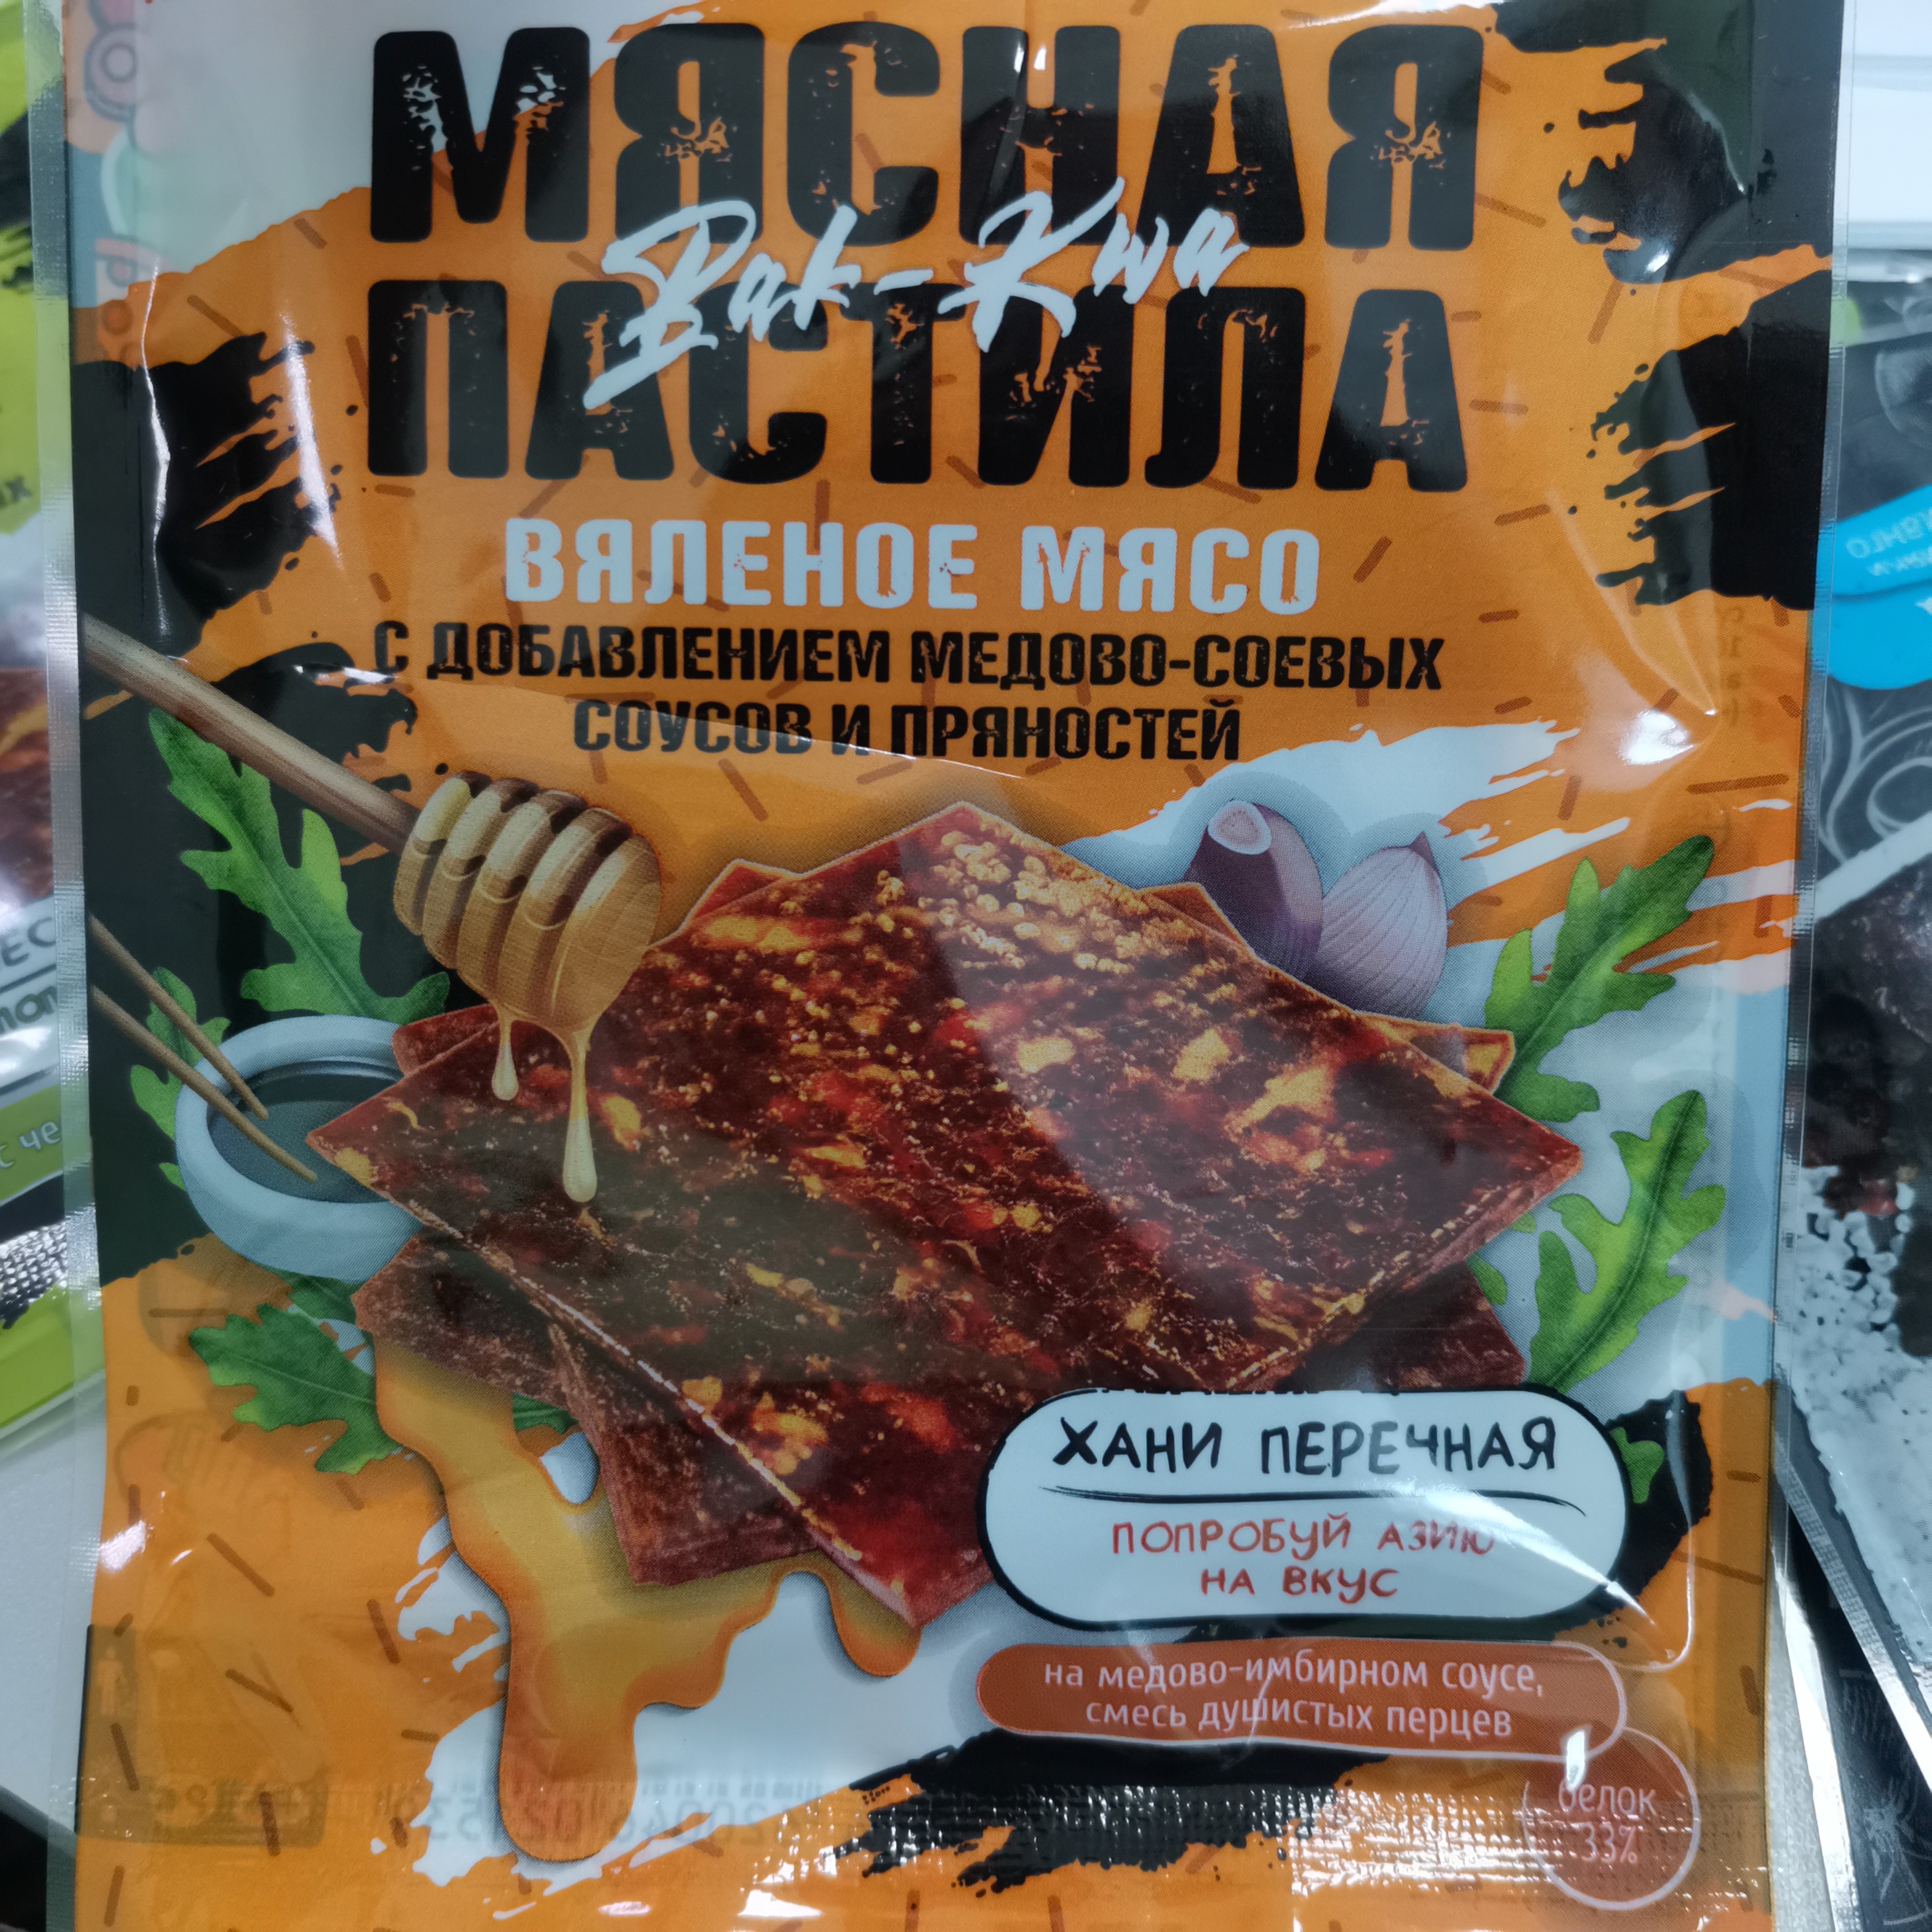 МЯСНАЯ
Bak-Kwa
ПАСТИЛА
ВЯЛЕНОЕ МЯСО
С ДОБАВЛЕНИЕМ МЕДОВО-СОЕВЫХ
СОУСОВ И ПРЯНОСТЕЙ
ХАНИ ПЕРЕЧНАЯ
ПОПРОБУЙ АЗИЮ
НА ВКУС
на медово-имбирном соусе,
смесь душистых перцев
белок
33%